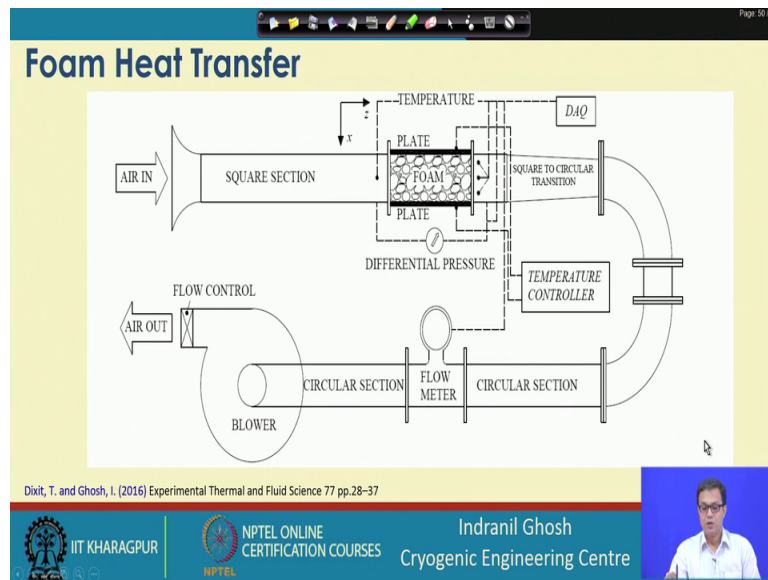 Page: 50
Foam Heat Transfer
TEMPERATURE
DAQ
z
x
PLATE
AIR IN
SQUARE SECTION
FOAM
SQUARE TO CIRCULAR
TRANSITION
PLATE
DIFFERENTIAL PRESSURE
TEMPERATURE
CONTROLLER
FLOW CONTROL
AIR OUT
CIRCULAR SECTION
FLOW
METER
CIRCULAR SECTION
BLOWER
Dixit, T. and Ghosh, I. (2016) Experimental Thermal and Fluid Science 77 pp.28–37
IIT KHARAGPUR
NPTEL
NPTEL ONLINE
CERTIFICATION COURSES
Indranil Ghosh
Cryogenic Engineering Centre